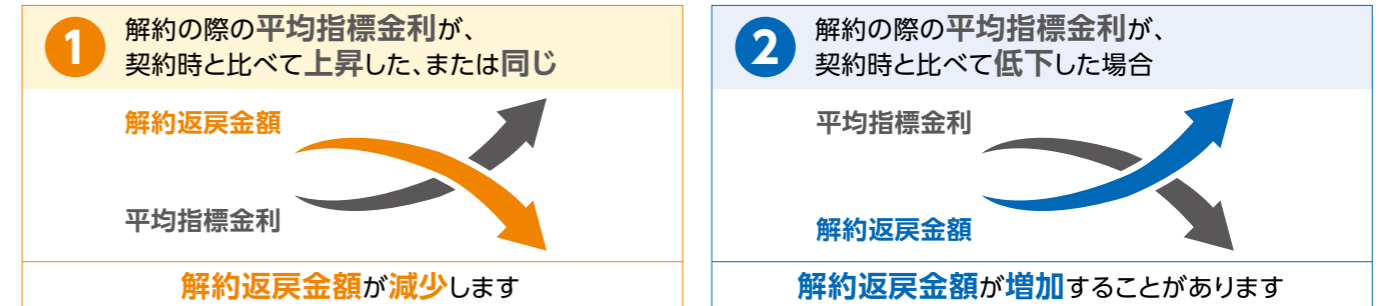 1
解約の際の平均指標金利が、
契約時と比べて上昇した、または同じ
解約返戻金額
平均指標金利
解約返戻金額が減少します
2
解約の際の平均指標金利が、
契約時と比べて低下した場合
平均指標金利
解約返戻金額
解約返戻金額が増加することがあります